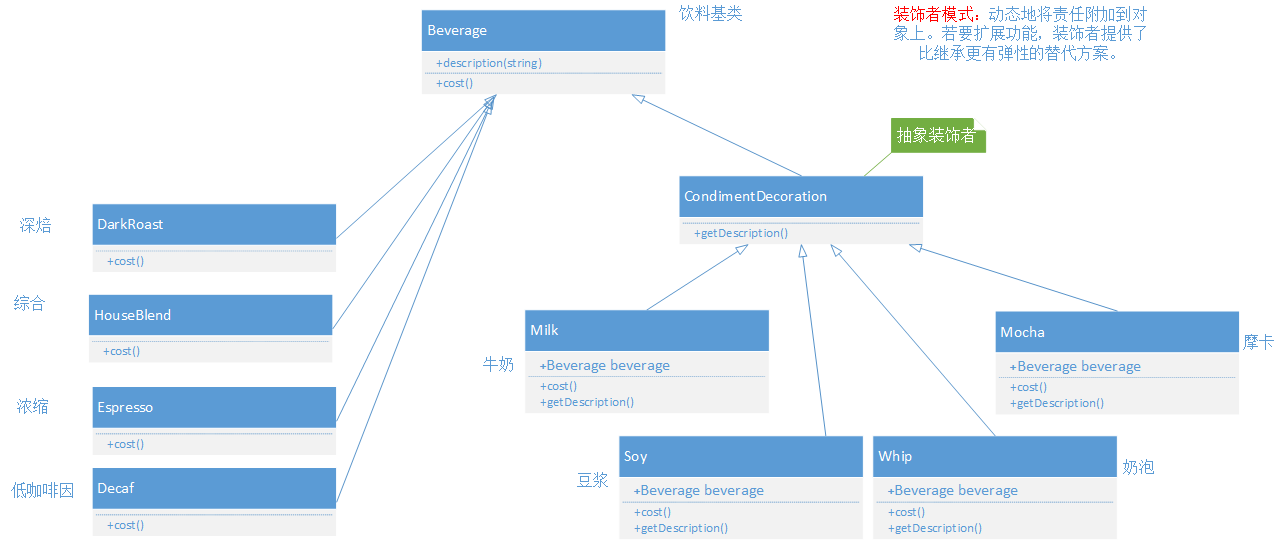 饮料基类
装饰者模式：动态地将责任附加到对
象上。若要扩展功能，装饰者提供了
比继承更有弹性的替代方案。
Beverage
+description(string)
+cost()
抽象装饰者
CondimentDecoration
+getDescription()
深焙
DarkRoast
+cost()
综合
HouseBlend
+cost()
浓缩
Espresso
+cost()
低咖啡因
Decaf
+cost()
牛奶
Milk
+Beverage beverage
+cost()
+getDescription()
摩卡
Mocha
+Beverage beverage
+cost()
+getDescription()
豆浆
Soy
+Beverage beverage
+cost()
+getDescription()
奶泡
Whip
+Beverage beverage
+cost()
+getDescription()